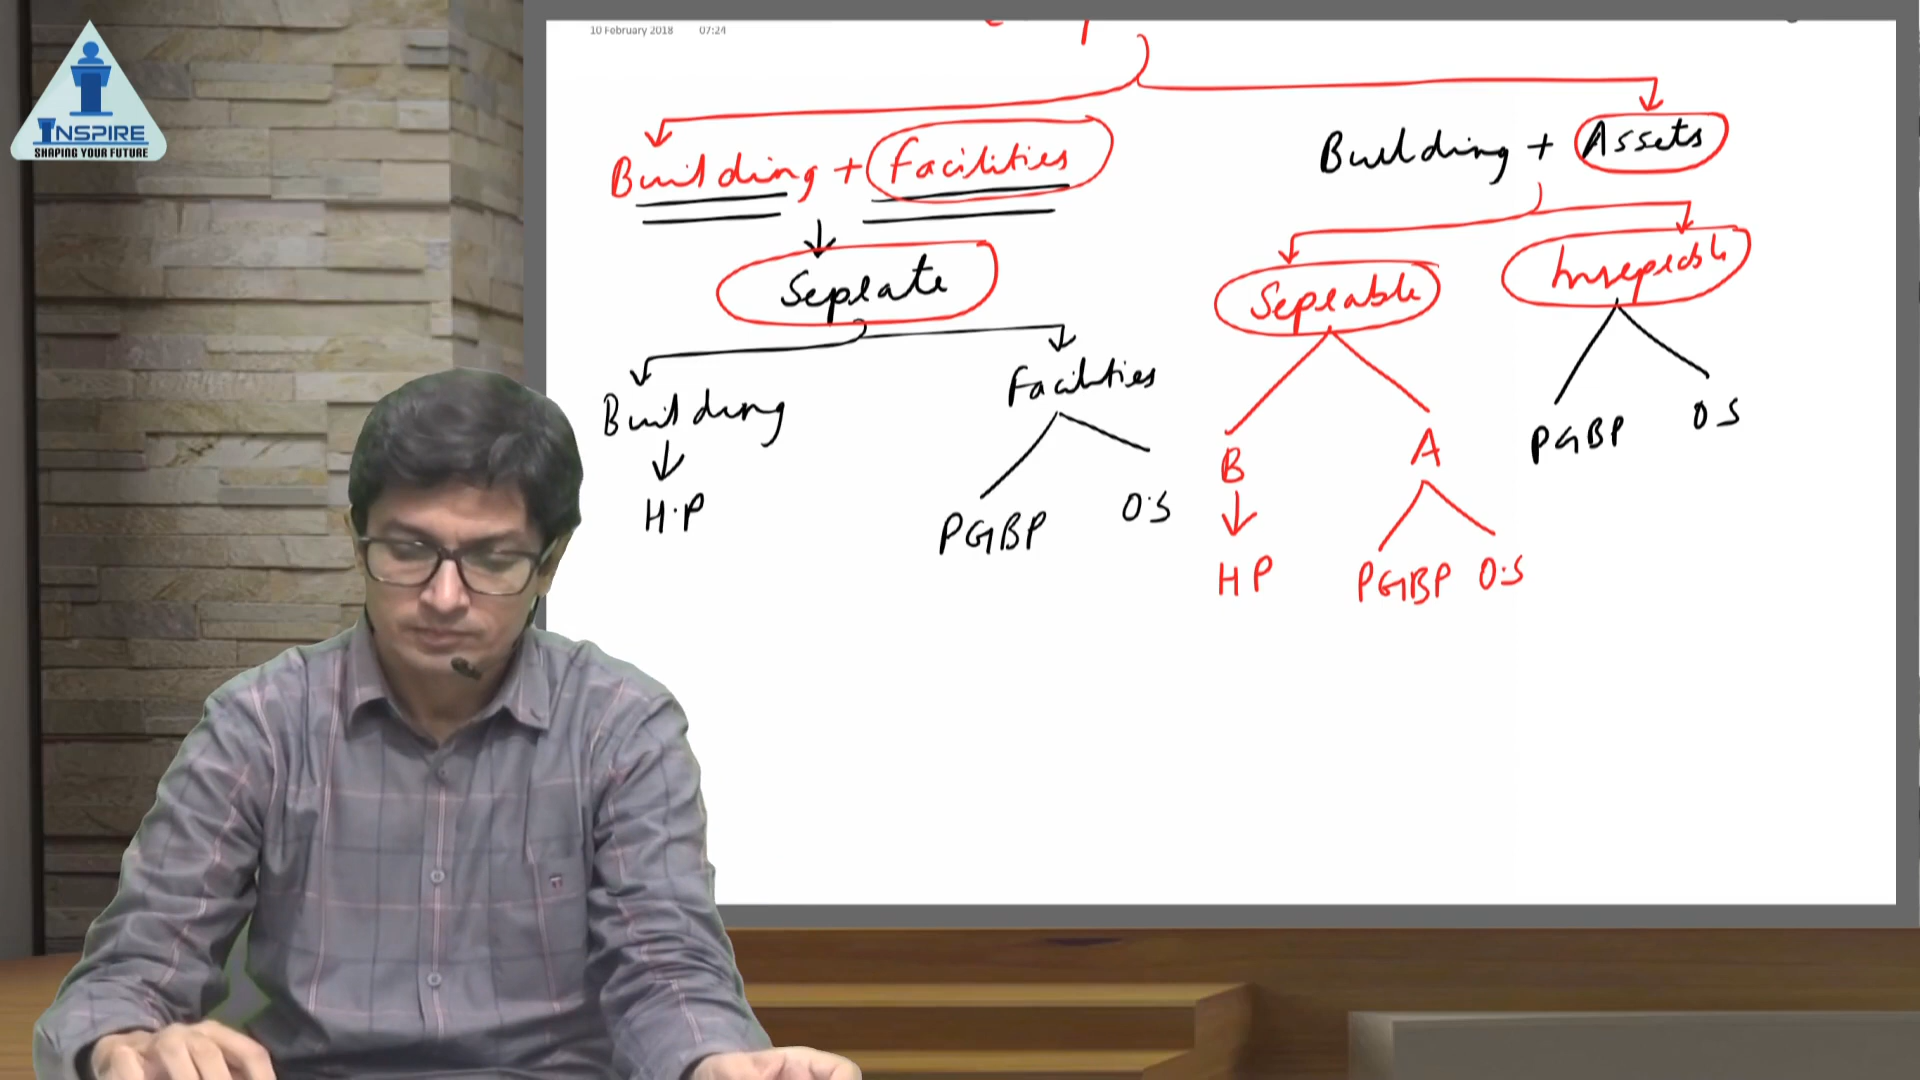 INSPIRE
SHAPING YOUR FUTURE
10 February 2018 07:24
Building + Facilities
Building + Assets
Seplate
Sepeable
Building
Facilities
H.P
PGBP
O.S
B
A
HP
PGBP O.S
PGBP
O S